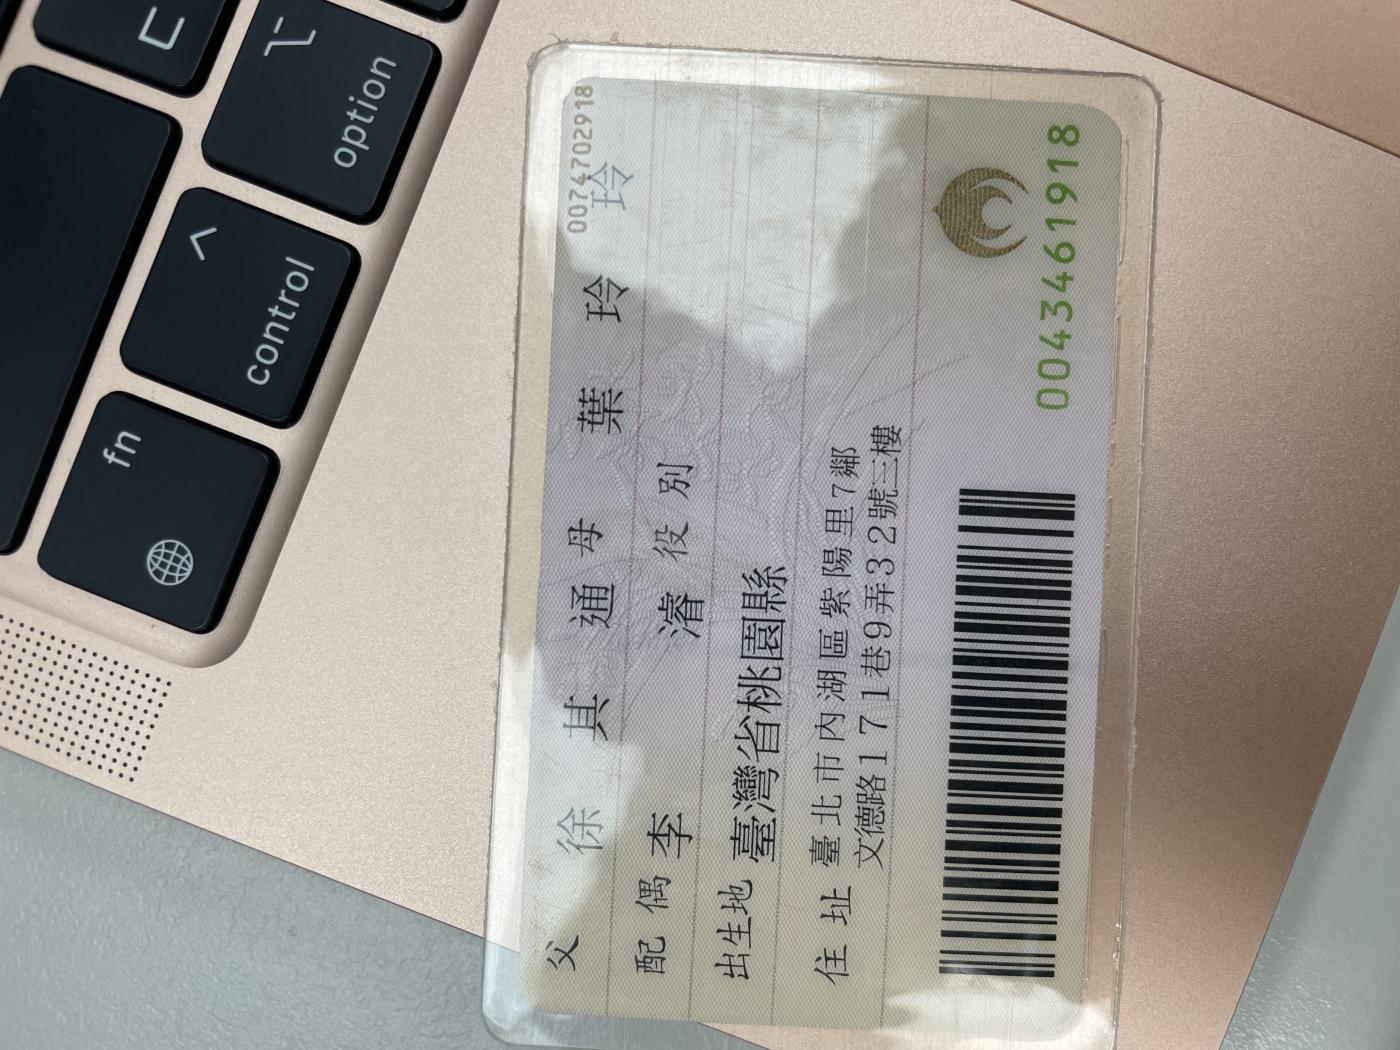 option
control
fn
0074702918
父 徐其通 母 葉玲玲 玲
配偶 李 濬 役別
出生地 臺灣省桃園縣
住址 臺北市內湖區紫陽里7鄰
文德路171巷9弄32號三樓
0043461918